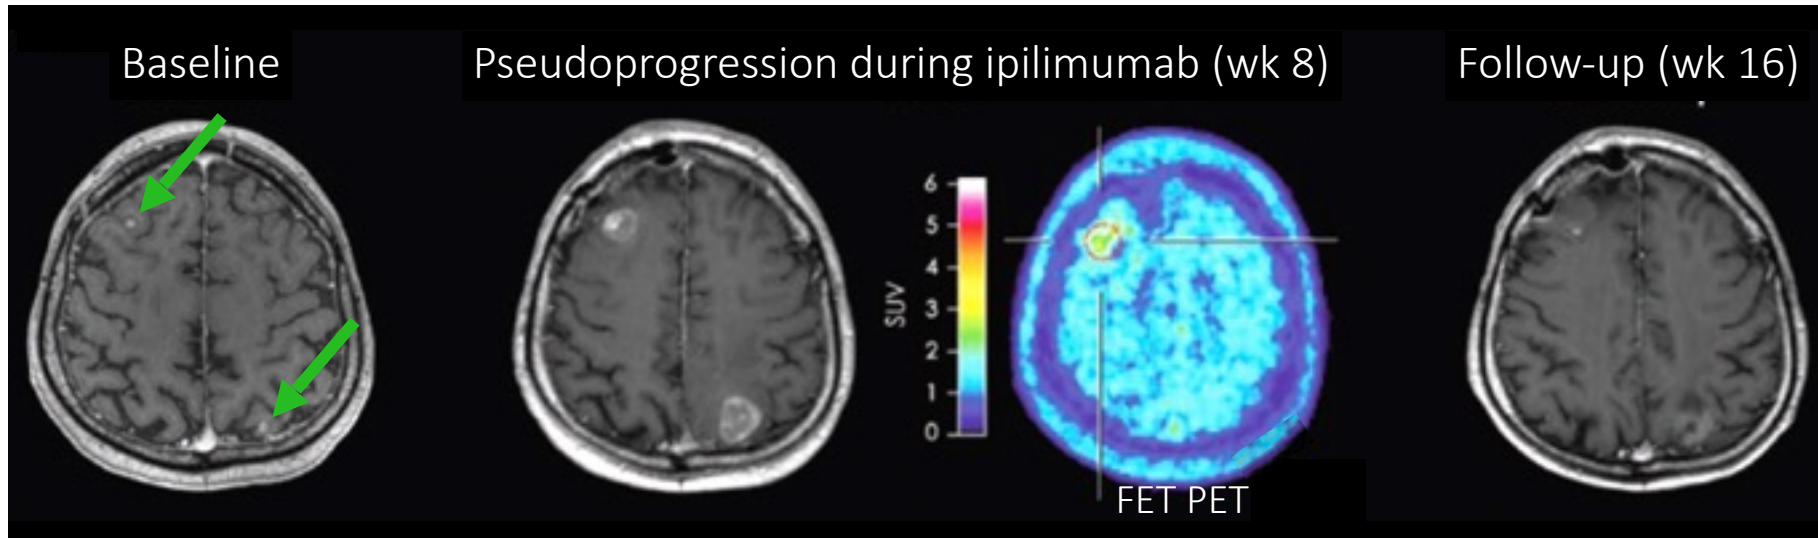 Baseline
Pseudoprogression during ipilimumab (wk 8)
Follow-up (wk 16)
6
5
4
3
2
1
0
SUV
FET PET